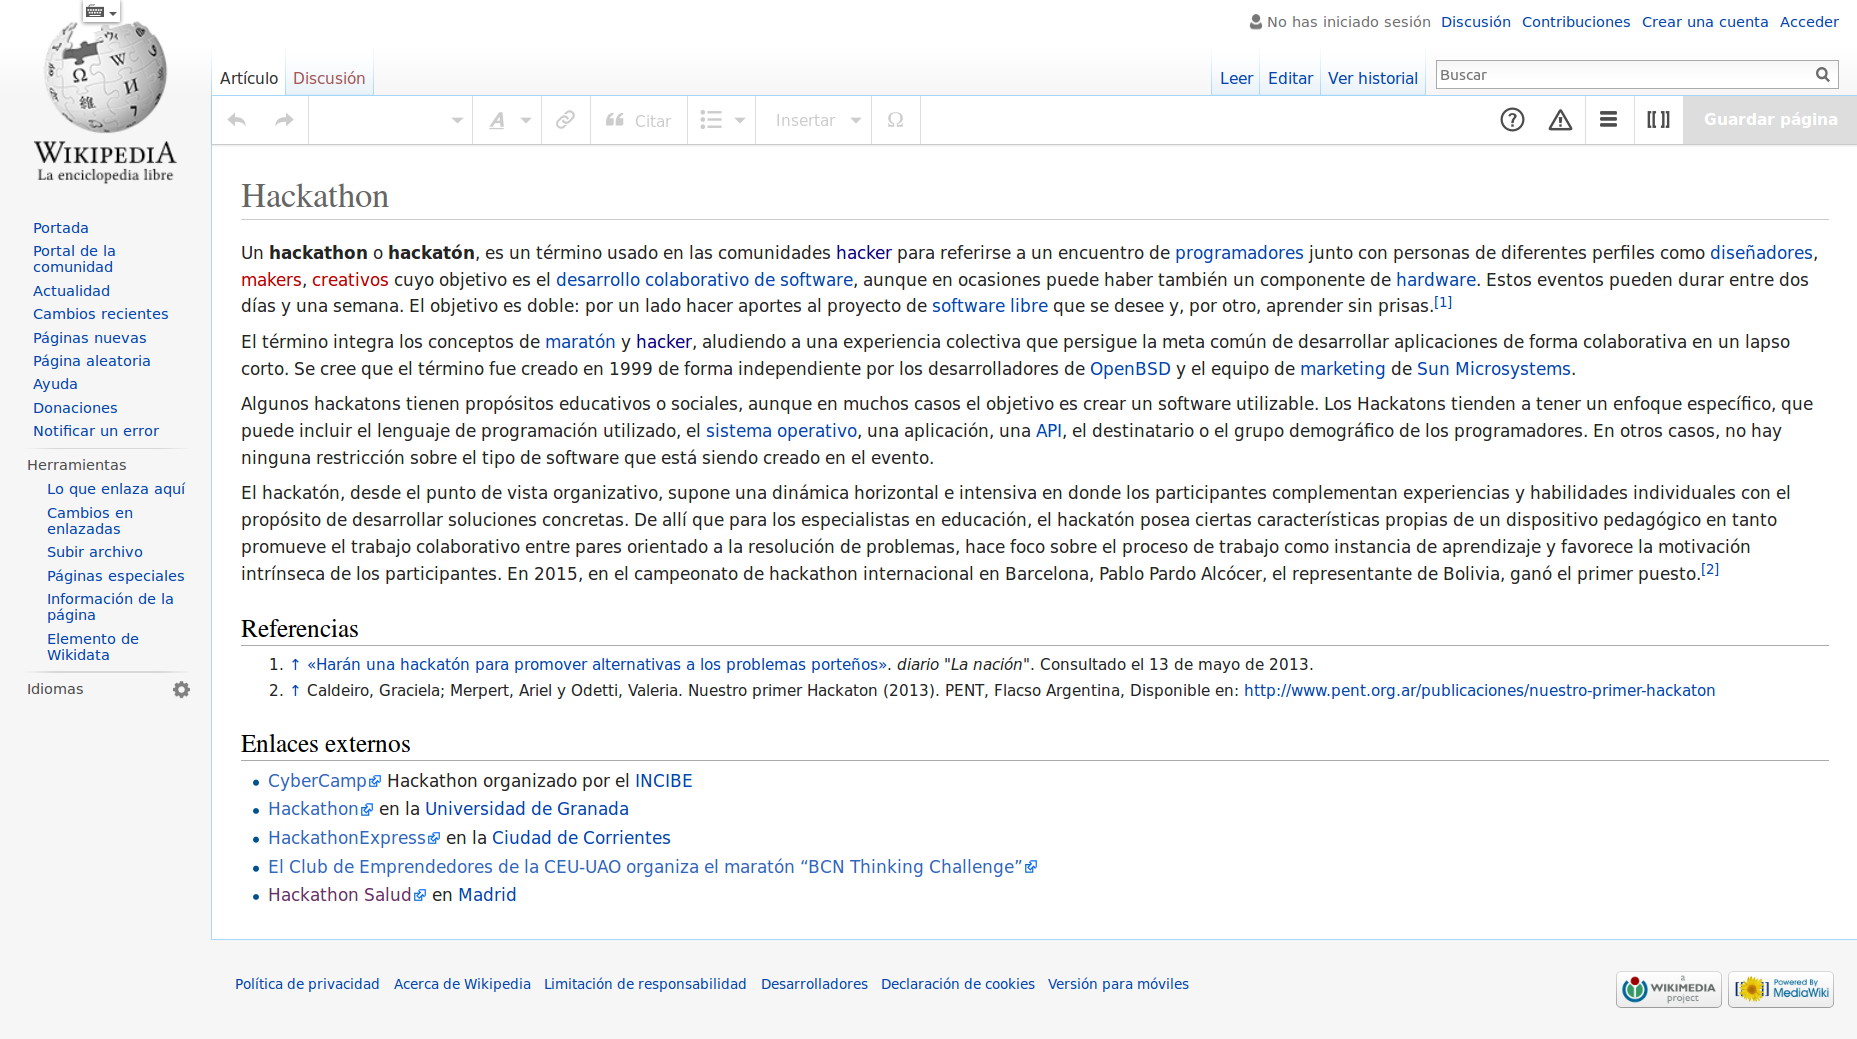 No has iniciado sesión Discusión Contribuciones Crear una cuenta Acceder
Artículo Discusión Leer Editar Ver historial Buscar
Citar Insertar Ω Guardar página
WIKIPEDIA
La enciclopedia libre
Portada
Portal de la
comunidad
Actualidad
Cambios recientes
Páginas nuevas
Página aleatoria
Ayuda
Donaciones
Notificar un error
Herramientas
Lo que enlaza aquí
Cambios en
enlazadas
Subir archivo
Páginas especiales
Información de la
página
Elemento de
Wikidata
Idiomas
Hackathon
Un hackathon o hackatón, es un término usado en las comunidades hacker para referirse a un encuentro de programadores junto con personas de diferentes perfiles como diseñadores,
makers, creativos cuyo objetivo es el desarrollo colaborativo de software, aunque en ocasiones puede haber también un componente de hardware. Estos eventos pueden durar entre dos
días y una semana. El objetivo es doble: por un lado hacer aportes al proyecto de software libre que se desee y, por otro, aprender sin prisas.[1]
El término integra los conceptos de maratón y hacker, aludiendo a una experiencia colectiva que persigue la meta común de desarrollar aplicaciones de forma colaborativa en un lapso
corto. Se cree que el término fue creado en 1999 de forma independiente por los desarrolladores de OpenBSD y el equipo de marketing de Sun Microsystems.
Algunos hackatons tienen propósitos educativos o sociales, aunque en muchos casos el objetivo es crear un software utilizable. Los Hackatons tienden a tener un enfoque específico, que
puede incluir el lenguaje de programación utilizado, el sistema operativo, una aplicación, una API, el destinatario o el grupo demográfico de los programadores. En otros casos, no hay
ninguna restricción sobre el tipo de software que está siendo creado en el evento.
El hackatón, desde el punto de vista organizativo, supone una dinámica horizontal e intensiva en donde los participantes complementan experiencias y habilidades individuales con el
propósito de desarrollar soluciones concretas. De allí que para los especialistas en educación, el hackatón posea ciertas características propias de un dispositivo pedagógico en tanto
promueve el trabajo colaborativo entre pares orientado a la resolución de problemas, hace foco sobre el proceso de trabajo como instancia de aprendizaje y favorece la motivación
intrínseca de los participantes. En 2015, en el campeonato de hackathon internacional en Barcelona, Pablo Pardo Alcócer, el representante de Bolivia, ganó el primer puesto.[2]
Referencias
1. ↑ «Harán una hackatón para promover alternativas a los problemas porteños». diario "La nación". Consultado el 13 de mayo de 2013.
2. ↑ Caldeiro, Graciela; Merpert, Ariel y Odetti, Valeria. Nuestro primer Hackaton (2013). PENT, Flacso Argentina, Disponible en: http://www.pent.org.ar/publicaciones/nuestro-primer-hackaton
Enlaces externos
• CyberCamp Hackathon organizado por el INCIBE
• Hackathon en la Universidad de Granada
• HackathonExpress en la Ciudad de Corrientes
• El Club de Emprendedores de la CEU-UAO organiza el maratón “BCN Thinking Challenge”
• Hackathon Salud en Madrid
Política de privacidad Acerca de Wikipedia Limitación de responsabilidad Desarrolladores Declaración de cookies Versión para móviles
a WIKIMEDIA project
Powered By MediaWiki